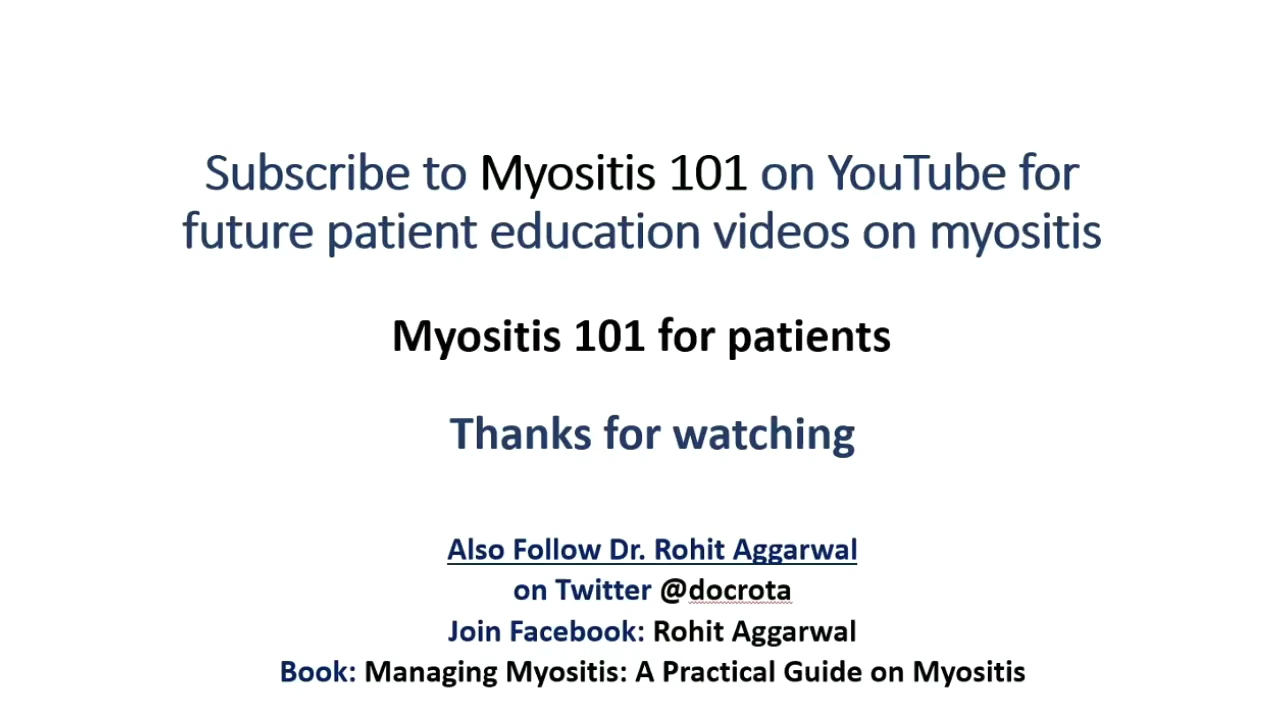 Subscribe to Myositis 101 on YouTube for
future patient education videos on myositis
Myositis 101 for patients
Thanks for watching
Also Follow Dr. Rohit Aggarwal
on Twitter @docrota
Join Facebook: Rohit Aggarwal
Book: Managing Myositis: A Practical Guide on Myositis